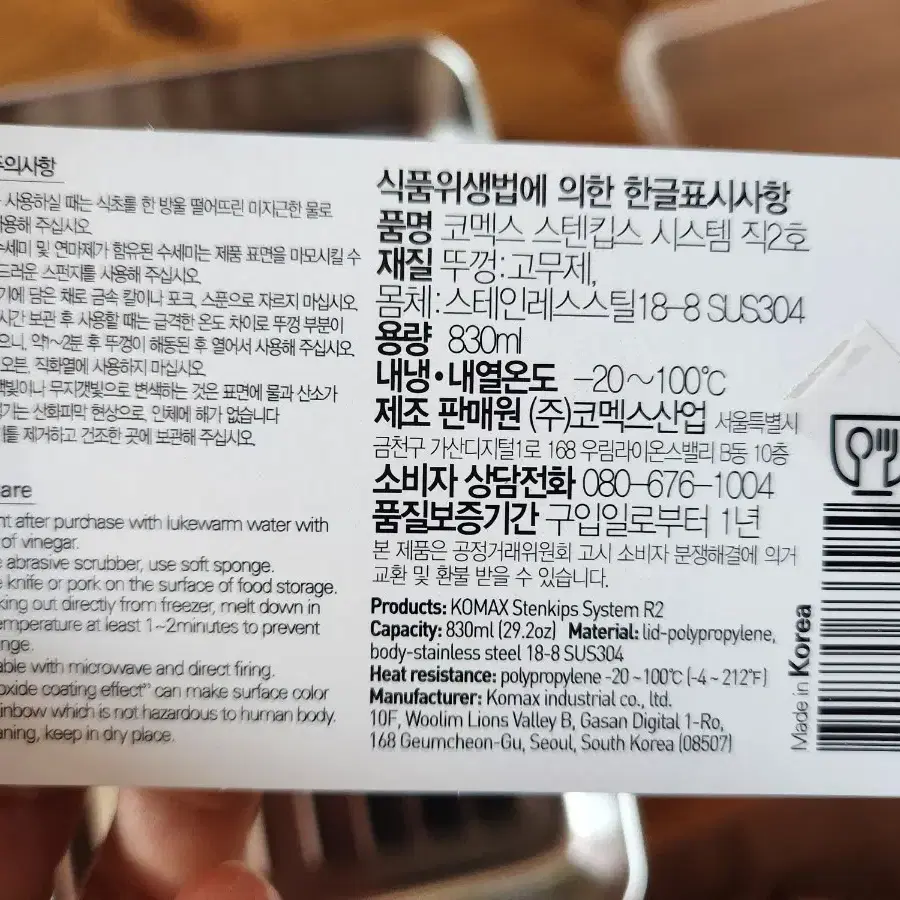 의사항
사용하실 때는 식초를 한 방울 떨어뜨린 미지근한 물로
사용해 주십시오
수세미 및 연마제가 함유된 수세미는 제품 표면을 마모시킬 수
드러운 스펀지를 사용해 주십시오
기에 담은 채로 금속 칼이나 포크, 스푼으로 자르지 마십시오
시간 보관 후 사용할 때는 급격한 온도 차이로 뚜껑 부분이
으니, 약1~2분 후 뚜껑이 해동된 후 열어서 사용해 주십시오
오븐, 직화열에 사용하지 마십시오
잿빛이나 무지갯빛으로 변색하는 것은 표면에 물과 산소가
기는 산화피막 현상으로, 인체에 해가 없습니다
를 제거하고 건조한 곳에 보관해 주십시오
are
nt after purchase with lukewarm water with
of vinegar.
e abrasive scrubber, use soft sponge.
e knife or pork on the surface of food storage.
king out directly from freezer, melt down in
emperature at least 1~2minutes to prevent
nge.
able with microwave and direct firing.
oxide coating effect" can make surface color
inbow which is not hazardous to human body.
aning, keep in dry place.
식품위생법에 의한 한글표시사항
품명 코멕스 스텐킵스 시스템 직2호
재질 뚜껑:고무제,
몸체:스테인레스스틸18-8 SUS304
용량 830ml
내냉·내열온도 -20~100℃
제조 판매원 (주)코멕스산업 서울특별시
금천구 가산디지털1로 168 우림라이온스밸리 B동 10층
소비자 상담전화 080-676-1004
품질보증기간 구입일로부터 1년
본 제품은 공정거래위원회 고시 소비자 분쟁해결에 의거
교환 및 환불 받을 수 있습니다.
Products: KOMAX Stenkips System R2
Capacity: 830ml (29.2oz) Material: lid-polypropylene,
body-stainless steel 18-8 SUS304
Heat resistance: polypropylene -20~100℃ (-4 ~ 212°F)
Manufacturer: Komax industrial co., ltd.
10F, Woolim Lions Valley B, Gasan Digital 1-Ro,
168 Geumcheon-Gu, Seoul, South Korea (08507)
Made in Korea